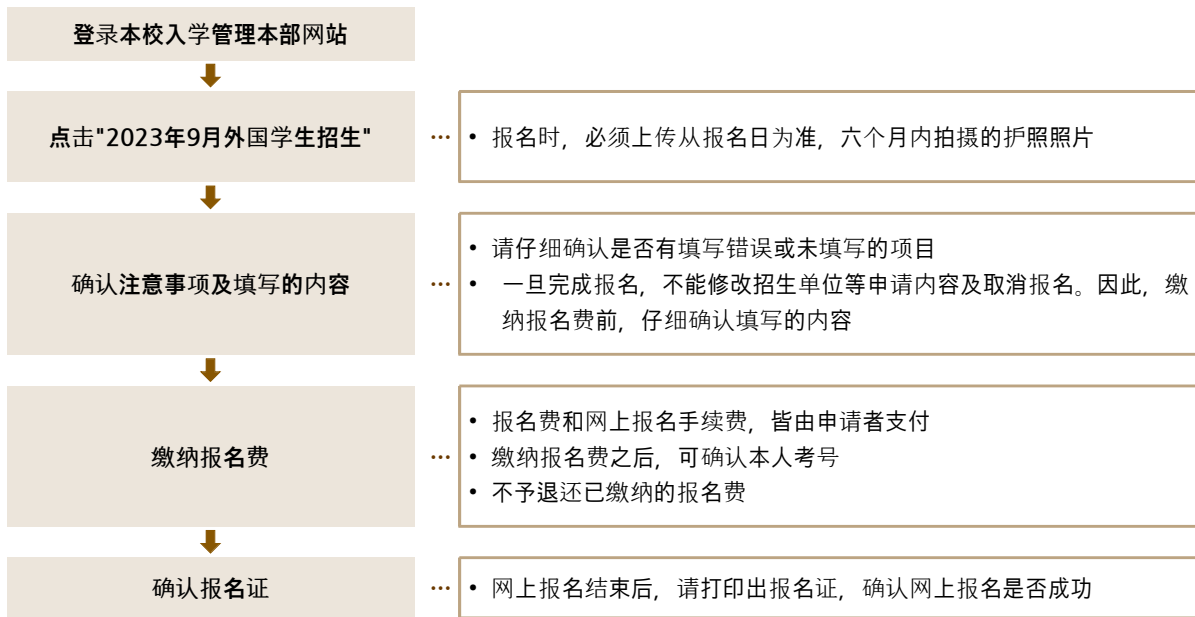 登录本校入学管理本部网站
点击"2023年9月外国学生招生"
… • 报名时，必须上传从报名日为准，六个月内拍摄的护照照片
确认注意事项及填写的内容
… • 请仔细确认是否有填写错误或未填写的项目
• 一旦完成报名，不能修改招生单位等申请内容及取消报名。因此，缴
纳报名费前，仔细确认填写的内容
缴纳报名费
… • 报名费和网上报名手续费，皆由申请者支付
• 缴纳报名费之后，可确认本人考号
• 不予退还已缴纳的报名费
确认报名证
… • 网上报名结束后，请打印出报名证，确认网上报名是否成功